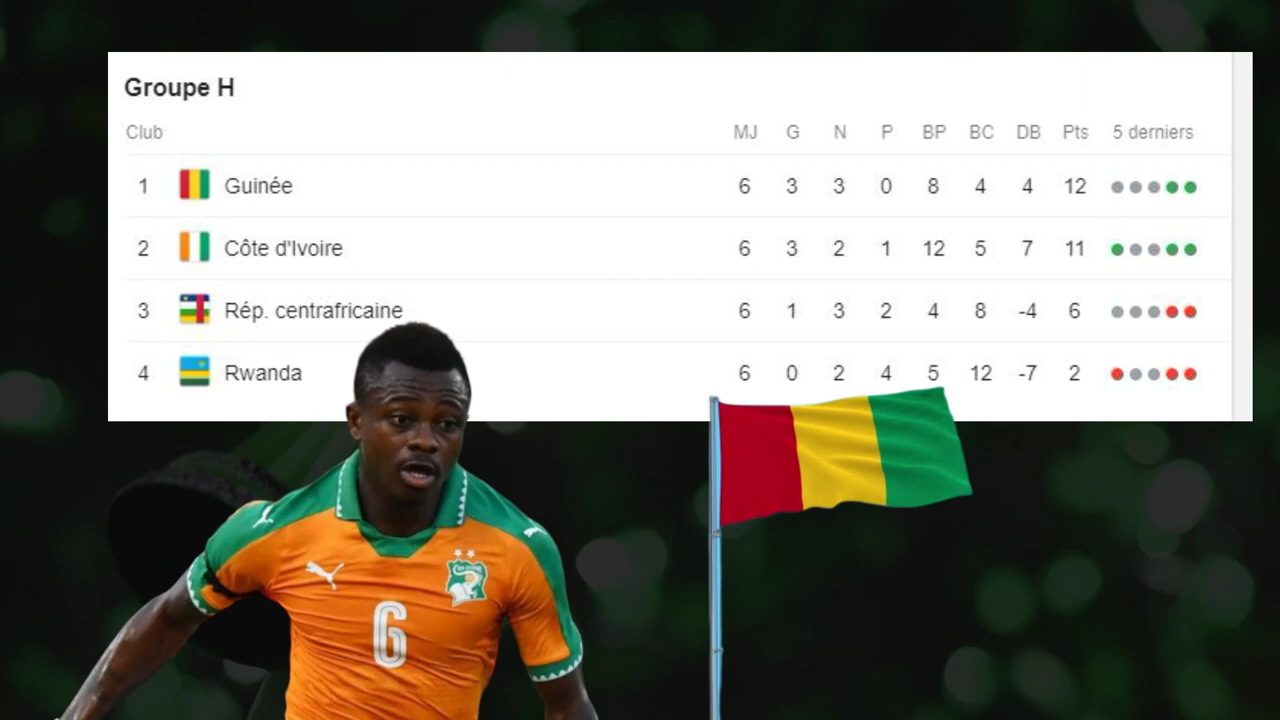 Groupe H
Club MJ G N P BP BC DB Pts 5 derniers
1 Guinée 6 3 3 0 8 4 4 12
2 Côte d'Ivoire 6 3 2 1 12 5 7 11
3 Rép. centrafricaine 6 1 3 2 4 8 -4 6
4 Rwanda 6 0 2 4 5 12 -7 2
6